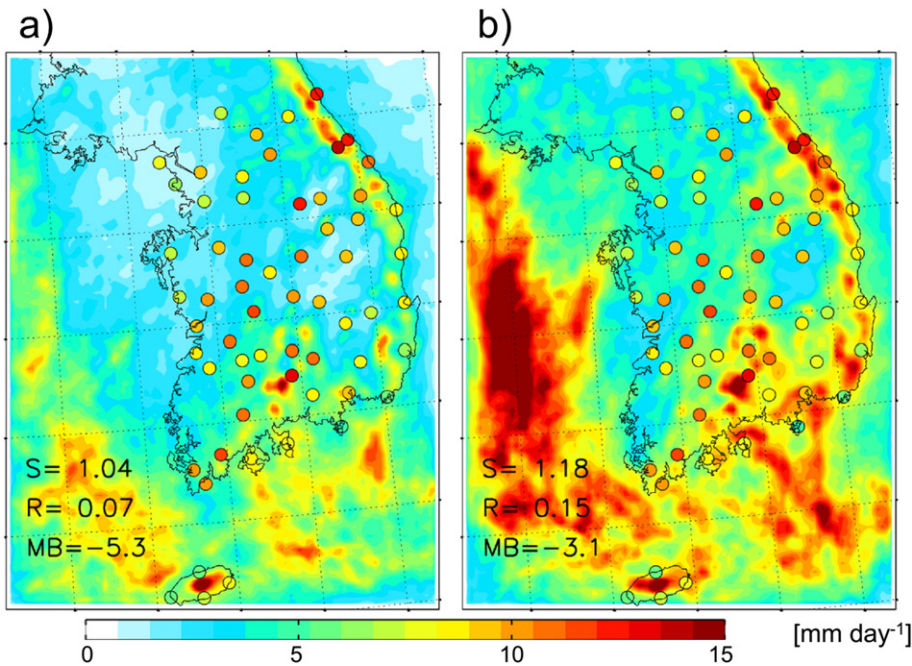 a)
b)
S= 1.04
R= 0.07
MB=−5.3
S= 1.18
R= 0.15
MB=−3.1
0 5 10 15 [mm day-1]